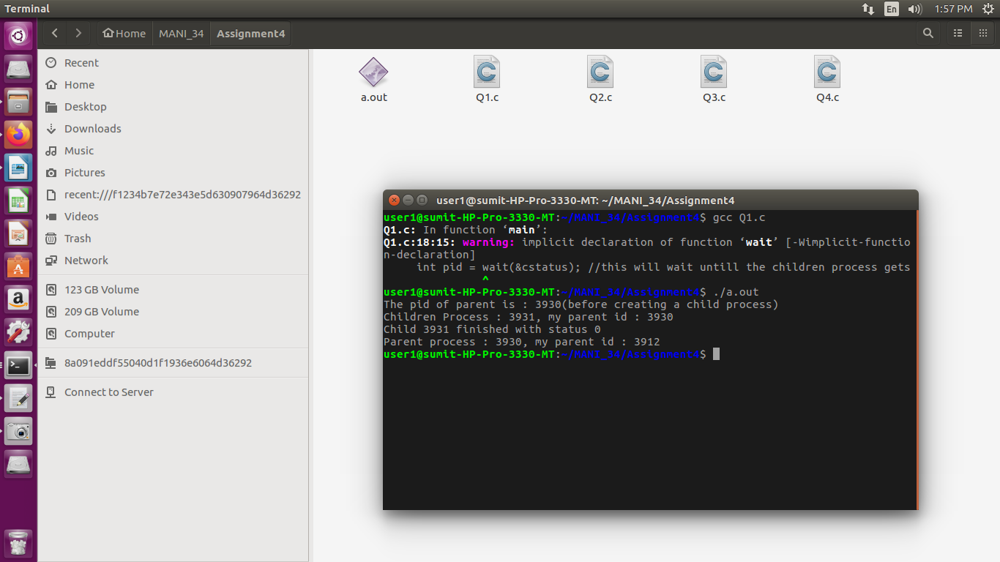 Terminal
En
1:57 PM
Home
MANI_34
Assignment4
Recent
Home
Desktop
Downloads
Music
Pictures
recent:///f1234b7e72e343e5d630907964d36292
Videos
Trash
Network
123 GB Volume
209 GB Volume
Computer
8a091eddf55040d1f1936e6064d36292
Connect to Server
a.out
Q1.c
Q2.c
Q3.c
Q4.c
user1@sumit-HP-Pro-3330-MT: ~/MANI_34/Assignment4
user1@sumit-HP-Pro-3330-MT:~/MANI_34/Assignment4$ gcc Q1.c
Q1.c: In function ‘main’:
Q1.c:18:15: warning: implicit declaration of function ‘wait’ [-Wimplicit-functio
n-declaration]
     int pid = wait(&cstatus); //this will wait untill the children process gets
               ^
user1@sumit-HP-Pro-3330-MT:~/MANI_34/Assignment4$ ./a.out
The pid of parent is : 3930(before creating a child process)
Children Process : 3931, my parent id : 3930
Child 3931 finished with status 0
Parent process : 3930, my parent id : 3912
user1@sumit-HP-Pro-3330-MT:~/MANI_34/Assignment4$